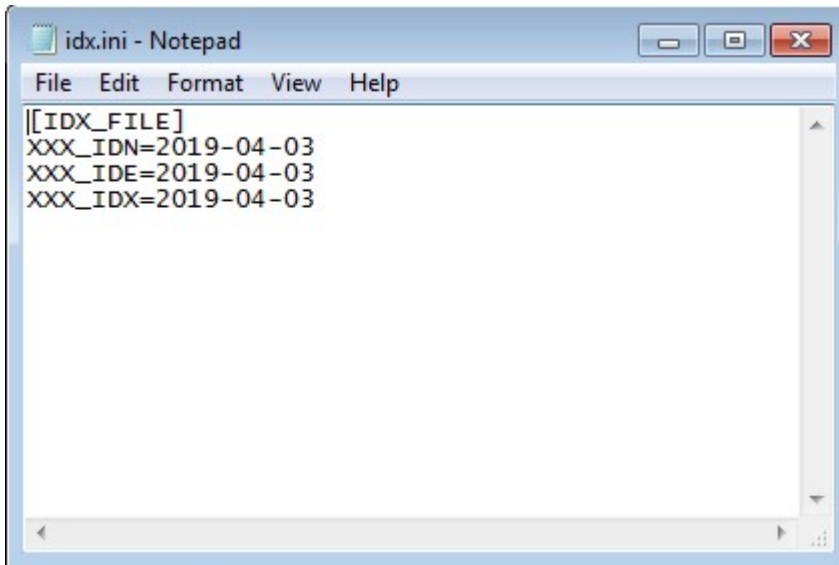 idx.ini - Notepad
File Edit Format View Help
[IDX_FILE]
XXX_IDN=2019-04-03
XXX_IDE=2019-04-03
XXX_IDX=2019-04-03